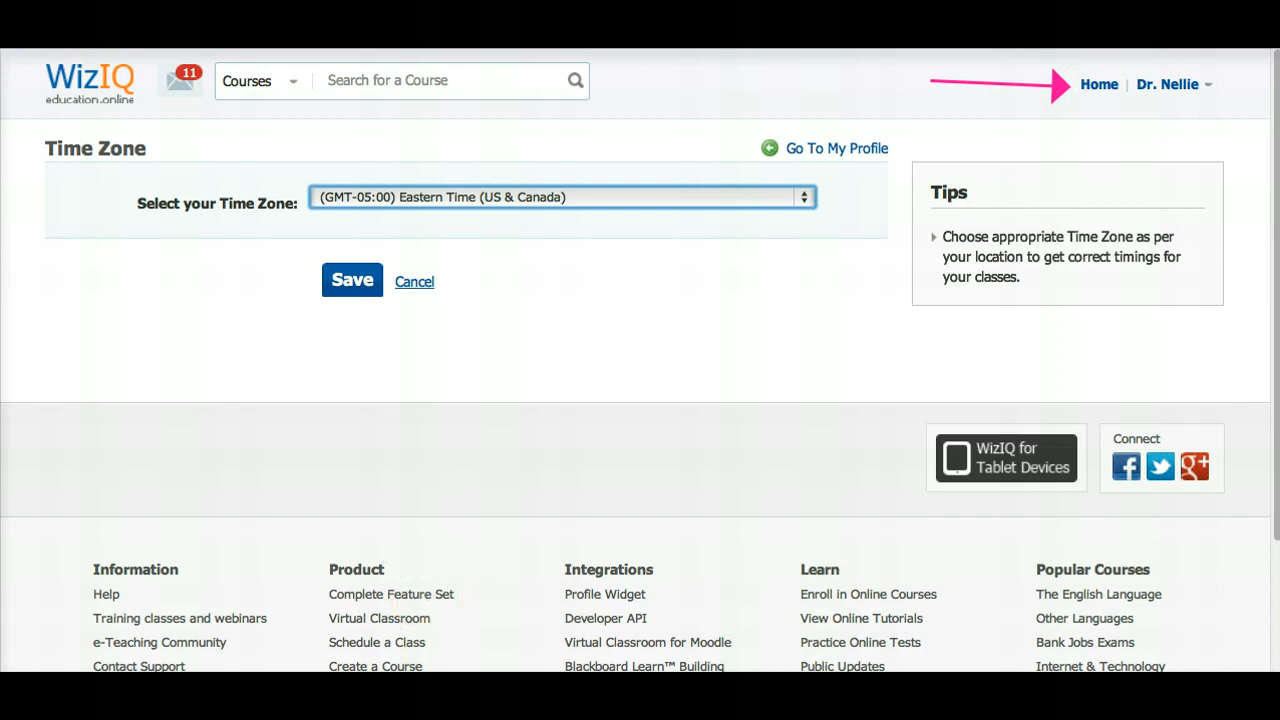 WizIQ
education.online
11
Courses
Search for a Course
Home | Dr. Nellie
Time Zone
Go To My Profile
Select your Time Zone:
(GMT-05:00) Eastern Time (US & Canada)
Save
Cancel
Tips
Choose appropriate Time Zone as per
your location to get correct timings for
your classes.
WizIQ for
Tablet Devices
Connect
Information
Help
Training classes and webinars
e-Teaching Community
Contact Support
Product
Complete Feature Set
Virtual Classroom
Schedule a Class
Create a Course
Integrations
Profile Widget
Developer API
Virtual Classroom for Moodle
Blackboard Learn™ Building
Learn
Enroll in Online Courses
View Online Tutorials
Practice Online Tests
Public Updates
Popular Courses
The English Language
Other Languages
Bank Jobs Exams
Internet & Technology